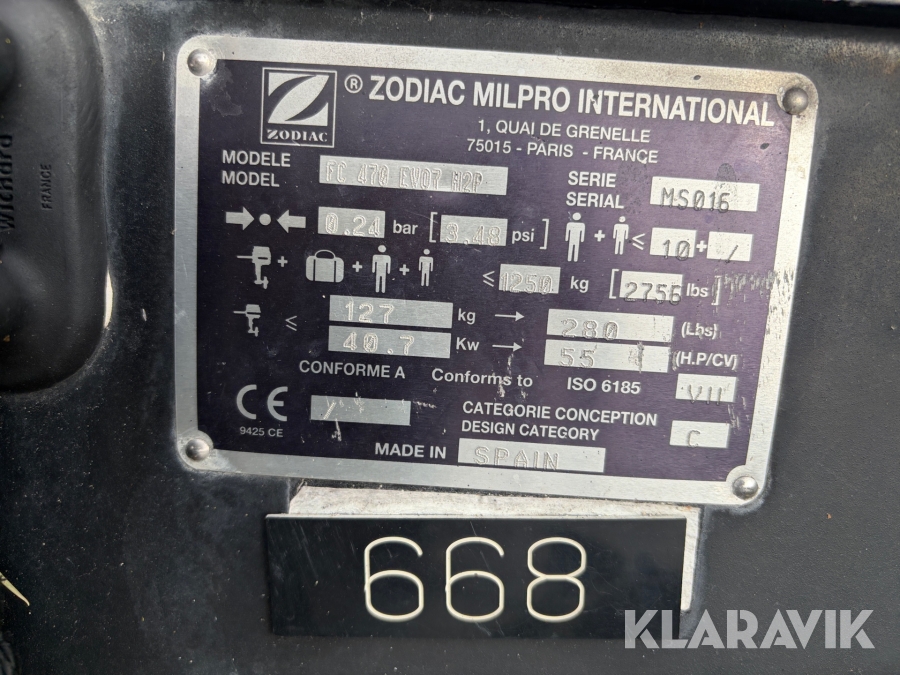 Wichard
FRANCE
ZODIAC
® ZODIAC MILPRO INTERNATIONAL
1, QUAI DE GRENELLE
75015 - PARIS - FRANCE
MODELE
MODEL
FC 470 EVO7 H2P
SERIE
SERIAL
MS016
0.24 bar [3.48 psi]
+ ≤ 10 + /
+ + + ≤ 1250 kg [2756 lbs]
≤ 127 kg → 280 (Lbs)
40.7 Kw → 55 (H.P/CV)
CONFORME A Conforms to ISO 6185 VII
CE
9425 CE
CATEGORIE CONCEPTION
DESIGN CATEGORY
C
MADE IN SPAIN
668
KLARAVIK